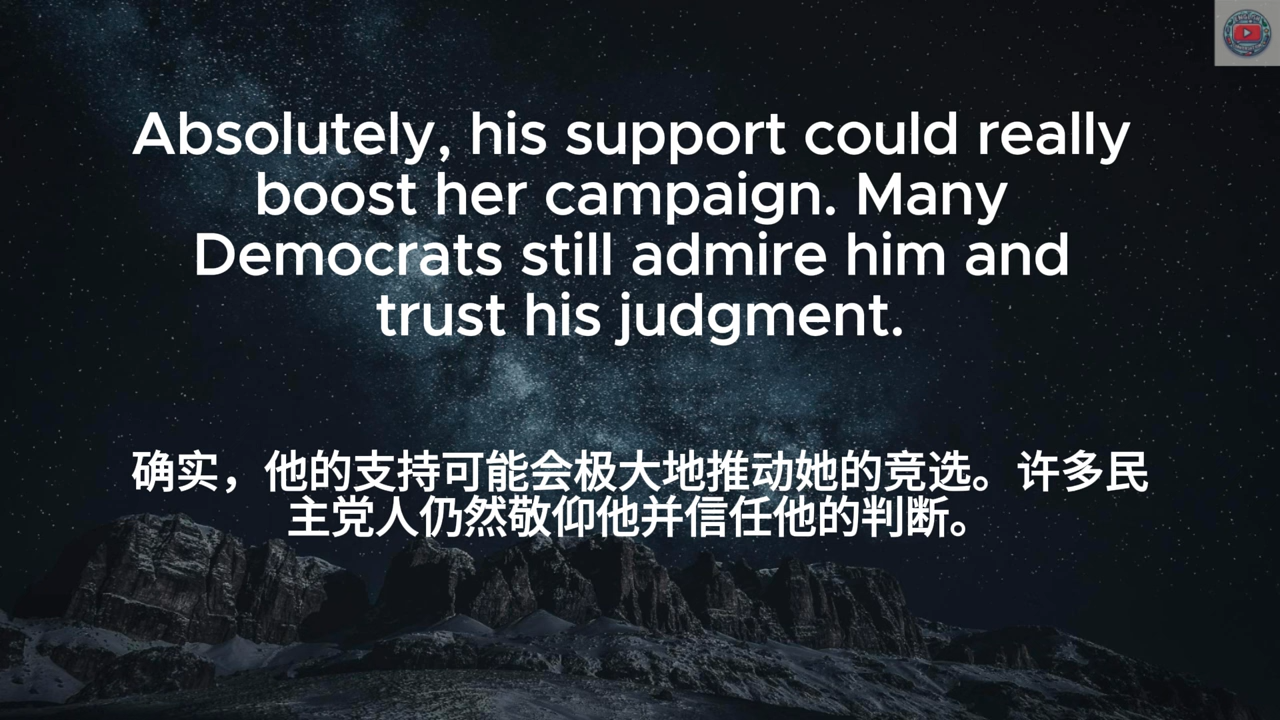 Absolutely, his support could really
boost her campaign. Many
Democrats still admire him and
trust his judgment.
确实，他的支持可能会极大地推动她的竞选。许多民
主党人仍然敬仰他并信任他的判断。